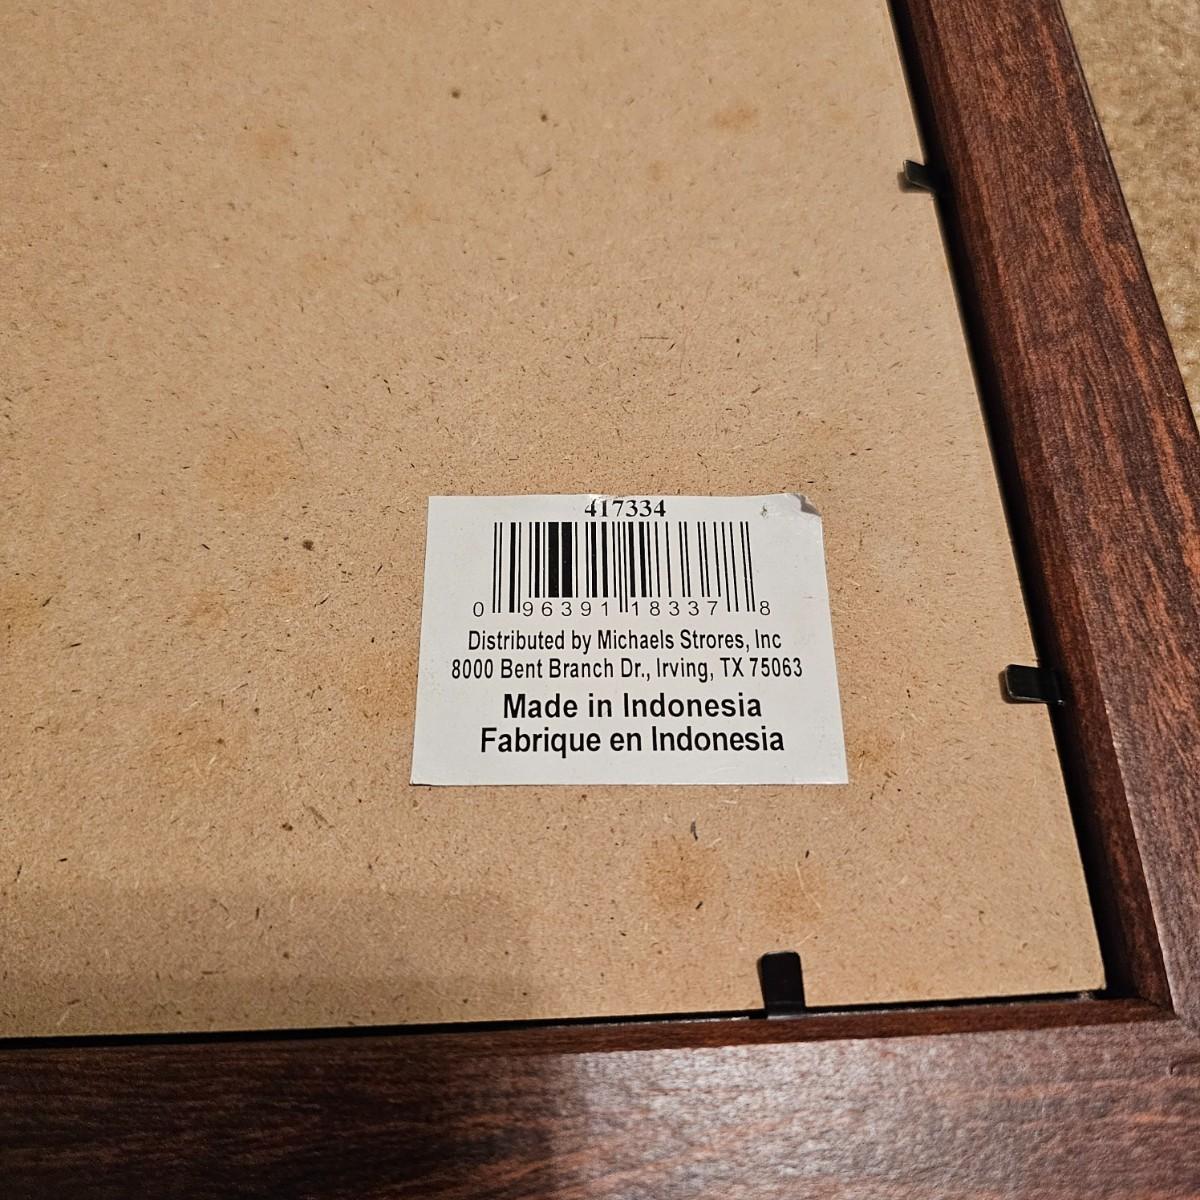 417334
0 96391 18337 8
Distributed by Michaels Strores, Inc
8000 Bent Branch Dr., Irving, TX 75063
Made in Indonesia
Fabrique en Indonesia